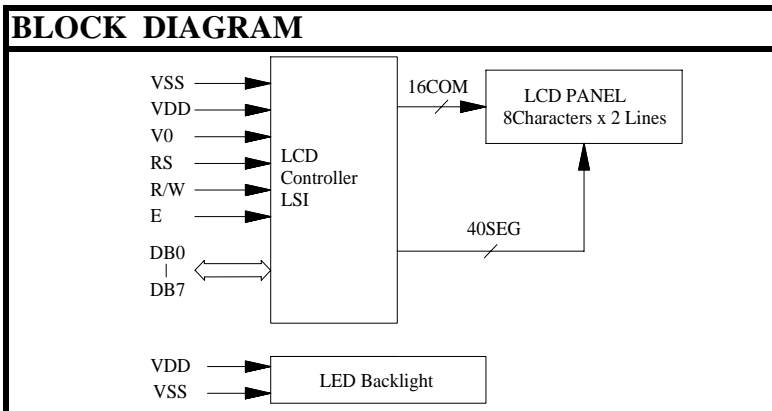 BLOCK DIAGRAM
VSS
VDD
V0
RS
R/W
E
DB0
|
DB7
LCD
Controller
LSI
16COM
40SEG
LCD PANEL
8Characters x 2 Lines
VDD
VSS
LED Backlight